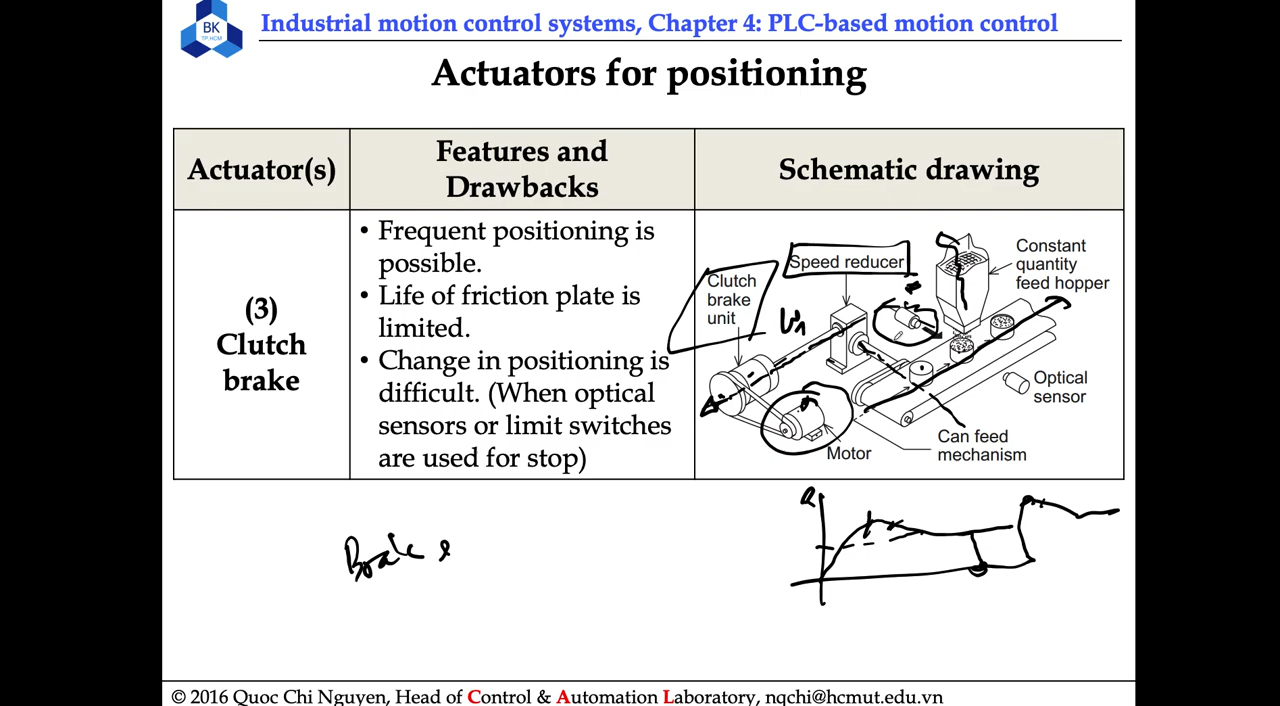 BK
TP.HCM
Industrial motion control systems, Chapter 4: PLC-based motion control
Actuators for positioning
Actuator(s)
Features and
Drawbacks
Schematic drawing
(3)
Clutch
brake
• Frequent positioning is
possible.
• Life of friction plate is
limited.
• Change in positioning is
difficult. (When optical
sensors or limit switches
are used for stop)
Clutch
brake
unit
Speed reducer
Constant
quantity
feed hopper
Optical
sensor
Motor
Can feed
mechanism
Brake
© 2016 Quoc Chi Nguyen, Head of Control & Automation Laboratory, nqchi@hcmut.edu.vn